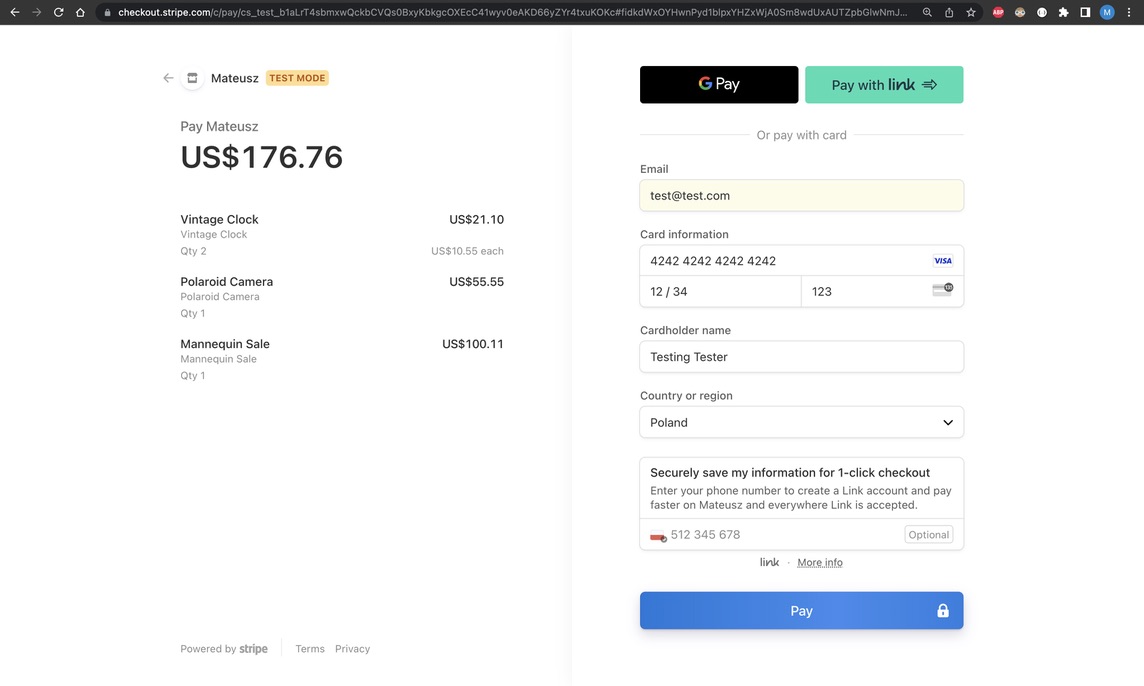 checkout.stripe.com/c/pay/cs_test_b1aLrT4sbmxwQckbCVQs0BxyKbkgcOXEcC41wyv0eAKD66yZYr4txuKOKc#fidkdWxOYHwnPyd1blpxYHZxWjA0Sm8wdUxAUTZpbGlwNmJ...
ABP
M
Mateusz TEST MODE
Pay Mateusz
US$176.76
Vintage Clock US$21.10
Vintage Clock
Qty 2 US$10.55 each
Polaroid Camera US$55.55
Polaroid Camera
Qty 1
Mannequin Sale US$100.11
Mannequin Sale
Qty 1
Powered by stripe Terms Privacy
G Pay Pay with link
Or pay with card
Email
test@test.com
Card information
4242 4242 4242 4242 VISA
12 / 34 123
Cardholder name
Testing Tester
Country or region
Poland
Securely save my information for 1-click checkout
Enter your phone number to create a Link account and pay
faster on Mateusz and everywhere Link is accepted.
512 345 678 Optional
link · More info
Pay